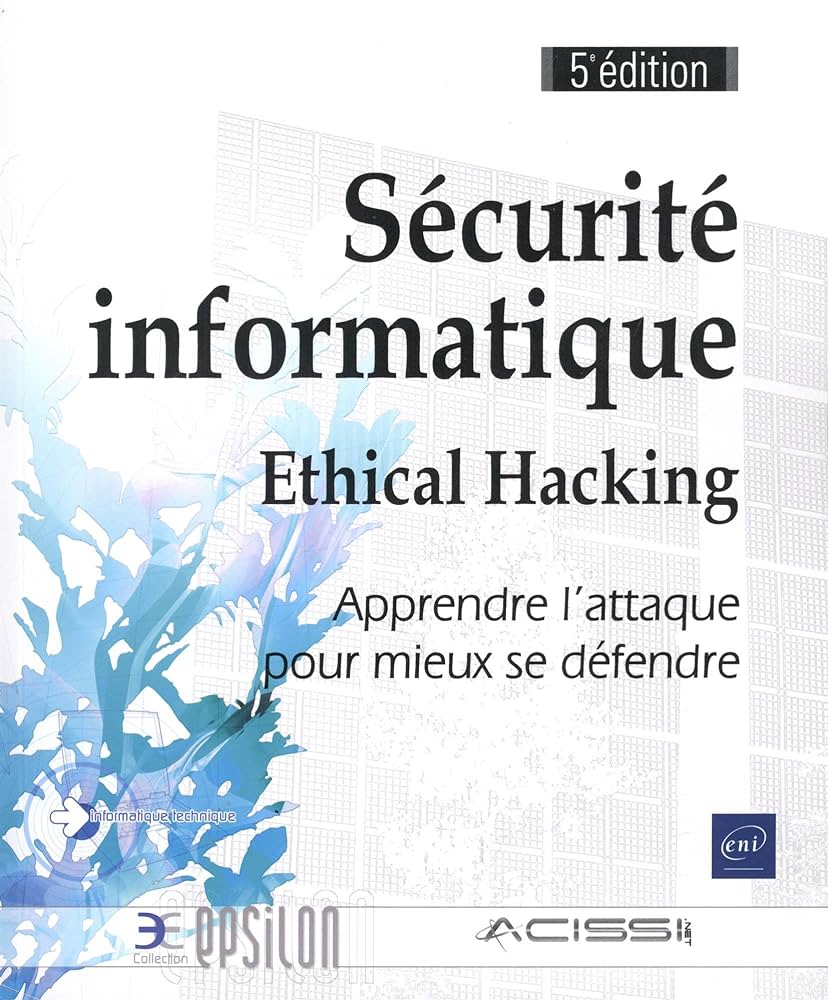 5e édition
Sécurité
informatique
Ethical Hacking
Apprendre l'attaque
pour mieux se défendre
informatique technique
eni
Collection epsilon
ACISSI.NET